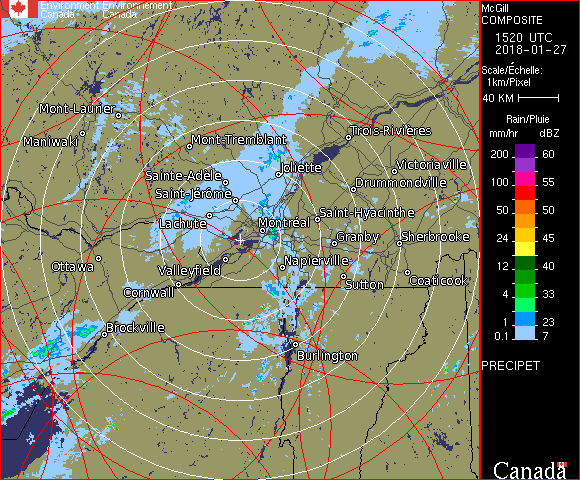 Environment Environnement
Canada Canada
McGill
COMPOSITE
1520 UTC
2018-01-27
Scale/Échelle:
1km/Pixel
40 KM
Rain/Pluie
mm/hr dBZ
200 60
100 55
50 50
24 45
12 40
4 33
1 23
0.1 7
PRECIPET
Canada
Mont-Laurier
Maniwaki
Mont-Tremblant
Trois-Rivières
Joliette
Victoriaville
Sainte-Adèle
Drummondville
Saint-Jérôme
Lachute
Saint-Hyacinthe
Montréal
Granby
Sherbrooke
Ottawa
Valleyfield
Napierville
Sutton
Coaticook
Cornwall
Brockville
Burlington